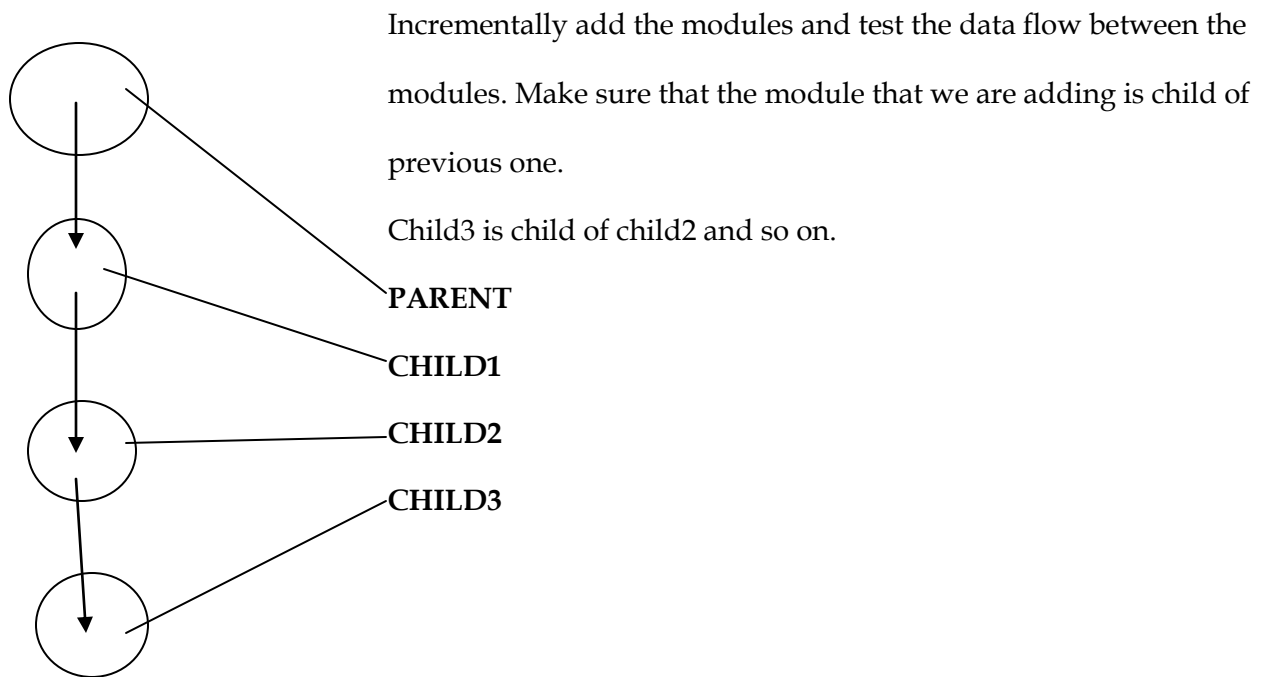 Incrementally add the modules and test the data flow between the
modules. Make sure that the module that we are adding is child of
previous one.
Child3 is child of child2 and so on.
PARENT
CHILD1
CHILD2
CHILD3